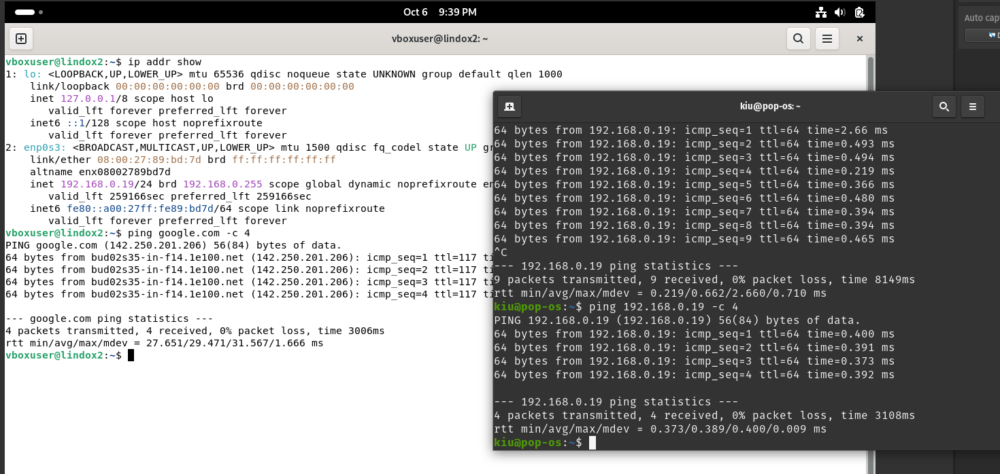 Oct 6 9:39 PM
vboxuser@lindox2: ~
vboxuser@lindox2:~$ ip addr show
1: lo: <LOOPBACK,UP,LOWER_UP> mtu 65536 qdisc noqueue state UNKNOWN group default qlen 1000
    link/loopback 00:00:00:00:00:00 brd 00:00:00:00:00:00
    inet 127.0.0.1/8 scope host lo
       valid_lft forever preferred_lft forever
    inet6 ::1/128 scope host noprefixroute
       valid_lft forever preferred_lft forever
2: enp0s3: <BROADCAST,MULTICAST,UP,LOWER_UP> mtu 1500 qdisc fq_codel state UP
    link/ether 08:00:27:89:bd:7d brd ff:ff:ff:ff:ff:ff
    altname enx08002789bd7d
    inet 192.168.0.19/24 brd 192.168.0.255 scope global dynamic noprefixroute
       valid_lft 259166sec preferred_lft 259166sec
    inet6 fe80::a00:27ff:fe89:bd7d/64 scope link noprefixroute
       valid_lft forever preferred_lft forever
vboxuser@lindox2:~$ ping google.com -c 4
PING google.com (142.250.201.206) 56(84) bytes of data.
64 bytes from bud02s35-in-f14.1e100.net (142.250.201.206): icmp_seq=1 ttl=117
64 bytes from bud02s35-in-f14.1e100.net (142.250.201.206): icmp_seq=2 ttl=117
64 bytes from bud02s35-in-f14.1e100.net (142.250.201.206): icmp_seq=3 ttl=117
64 bytes from bud02s35-in-f14.1e100.net (142.250.201.206): icmp_seq=4 ttl=117
--- google.com ping statistics ---
4 packets transmitted, 4 received, 0% packet loss, time 3006ms
rtt min/avg/max/mdev = 27.651/29.471/31.567/1.666 ms
vboxuser@lindox2:~$
kiu@pop-os: ~
64 bytes from 192.168.0.19: icmp_seq=1 ttl=64 time=2.66 ms
64 bytes from 192.168.0.19: icmp_seq=2 ttl=64 time=0.493 ms
64 bytes from 192.168.0.19: icmp_seq=3 ttl=64 time=0.494 ms
64 bytes from 192.168.0.19: icmp_seq=4 ttl=64 time=0.219 ms
64 bytes from 192.168.0.19: icmp_seq=5 ttl=64 time=0.366 ms
64 bytes from 192.168.0.19: icmp_seq=6 ttl=64 time=0.480 ms
64 bytes from 192.168.0.19: icmp_seq=7 ttl=64 time=0.394 ms
64 bytes from 192.168.0.19: icmp_seq=8 ttl=64 time=0.394 ms
64 bytes from 192.168.0.19: icmp_seq=9 ttl=64 time=0.465 ms
^C
--- 192.168.0.19 ping statistics ---
9 packets transmitted, 9 received, 0% packet loss, time 8149ms
rtt min/avg/max/mdev = 0.219/0.662/2.660/0.710 ms
kiu@pop-os:~$ ping 192.168.0.19 -c 4
PING 192.168.0.19 (192.168.0.19) 56(84) bytes of data.
64 bytes from 192.168.0.19: icmp_seq=1 ttl=64 time=0.400 ms
64 bytes from 192.168.0.19: icmp_seq=2 ttl=64 time=0.391 ms
64 bytes from 192.168.0.19: icmp_seq=3 ttl=64 time=0.373 ms
64 bytes from 192.168.0.19: icmp_seq=4 ttl=64 time=0.392 ms
--- 192.168.0.19 ping statistics ---
4 packets transmitted, 4 received, 0% packet loss, time 3108ms
rtt min/avg/max/mdev = 0.373/0.389/0.400/0.009 ms
kiu@pop-os:~$
Auto